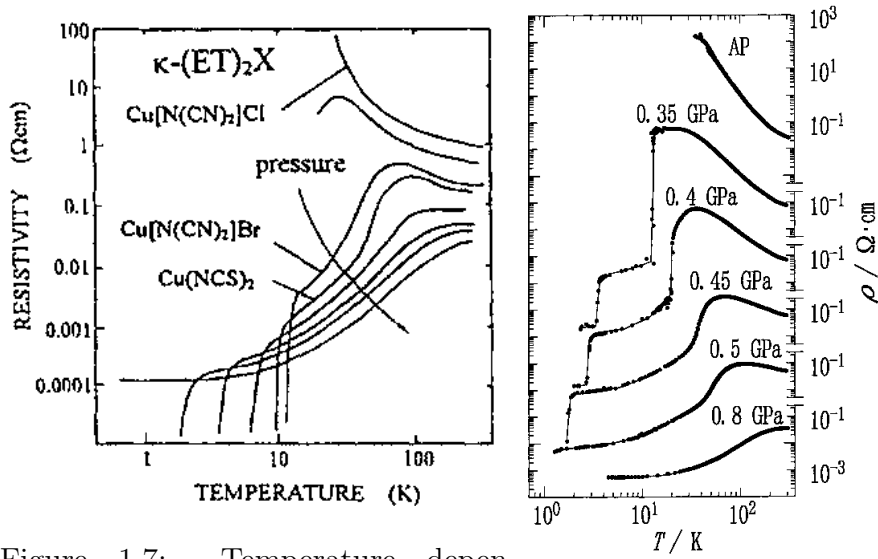 κ-(ET)₂X
Cu[N(CN)₂]Cl
pressure
Cu[N(CN)₂]Br
Cu(NCS)₂
RESISTIVITY (Ωcm)
100
10
1
0.1
0.01
0.001
0.0001
1
10
100
TEMPERATURE (K)
AP
0.35 GPa
0.4 GPa
0.45 GPa
0.5 GPa
0.8 GPa
10³
10¹
10⁻¹
10⁻¹
10⁻¹
10⁻¹
10⁻¹
10⁻¹
10⁻³
ρ / Ω·cm
10⁰
10¹
10²
T / K
Figure 1.7: Temperature depen